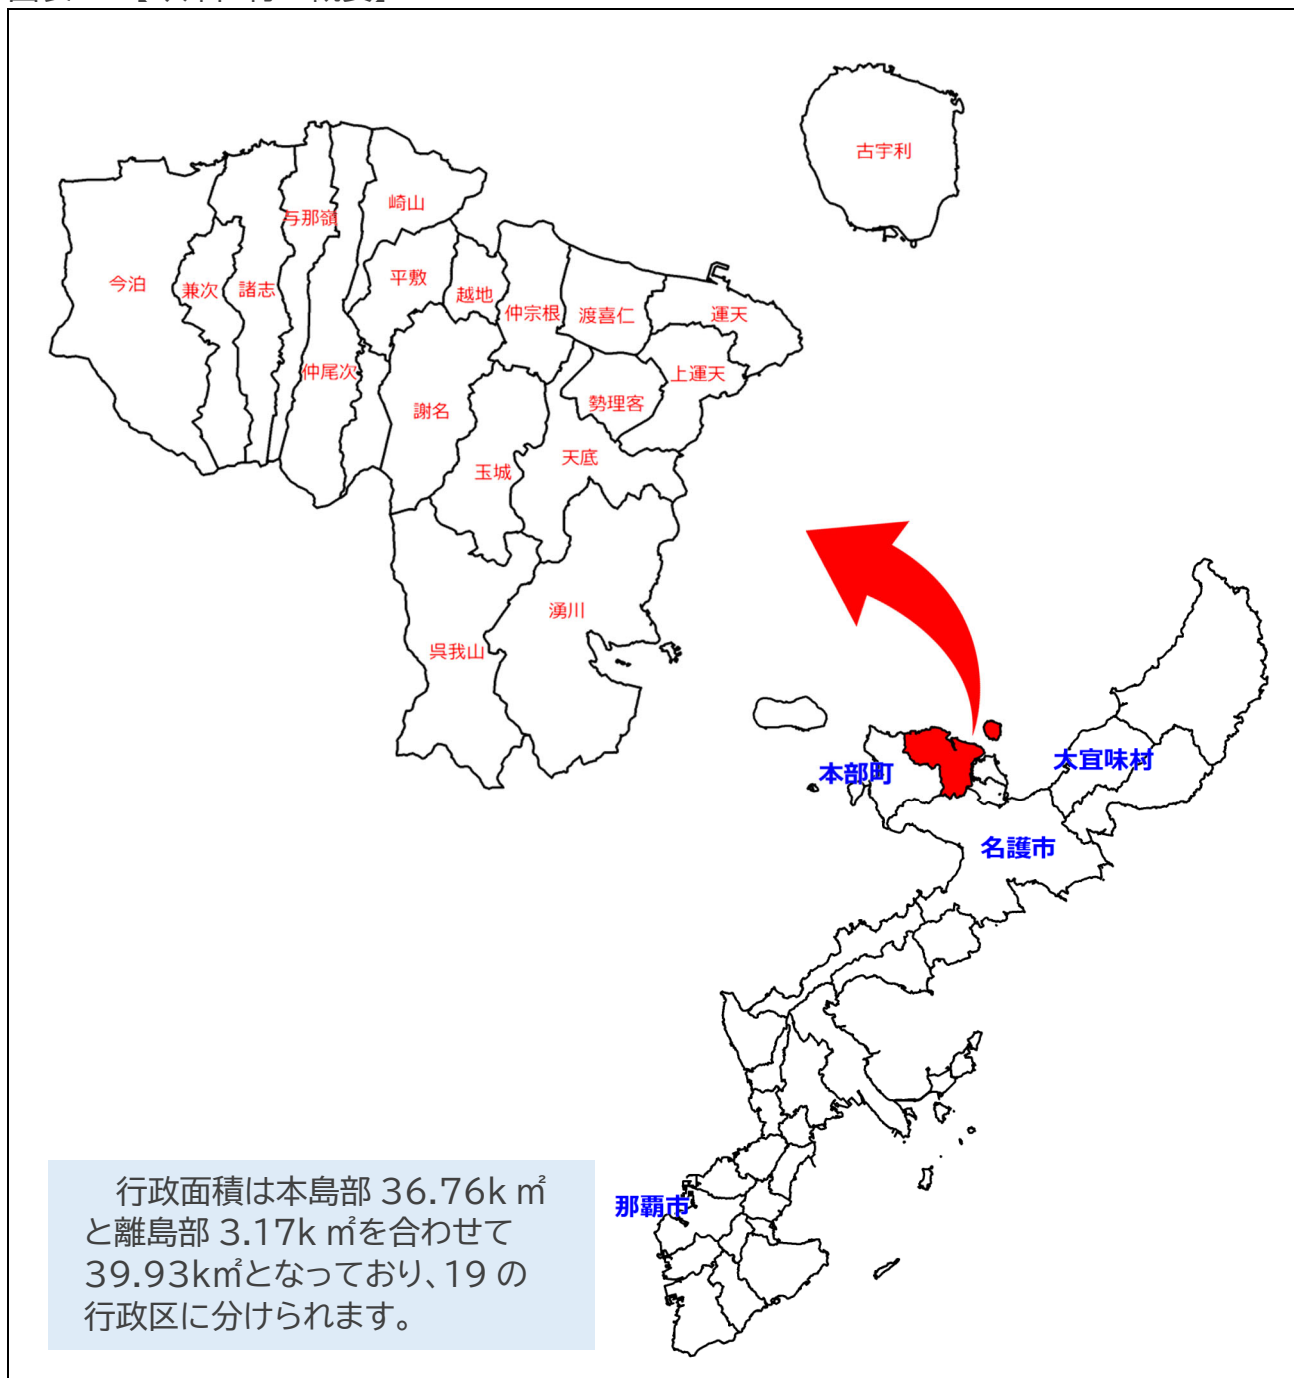 古宇利
与那嶺
崎山
今泊
兼次
諸志
平敷
越地
仲宗根
渡喜仁
運天
仲尾次
謝名
勢理客
上運天
玉城
天底
湧川
呉我山
本部町
大宜味村
名護市
那覇市
行政面積は本島部 36.76k ㎡
と離島部 3.17k ㎡を合わせて
39.93k㎡となっており、19 の
行政区に分けられます。